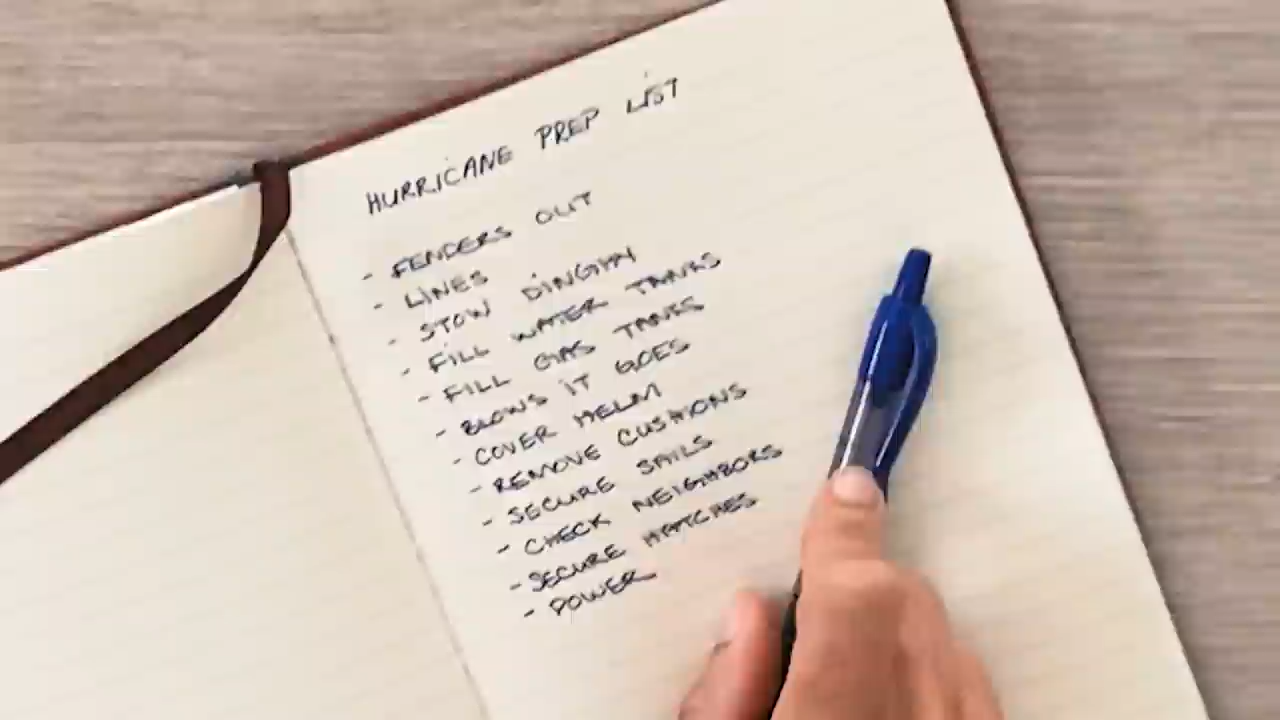 HURRICANE PREP LIST
- FENDERS OUT
- LINES
- STOW DINGHY
- FILL WATER TANKS
- FILL GAS TANKS
- BLOWS IT GOES
- COVER HELM
- REMOVE CUSHIONS
- SECURE SAILS
- CHECK NEIGHBORS
- SECURE HATCHES
- POWER